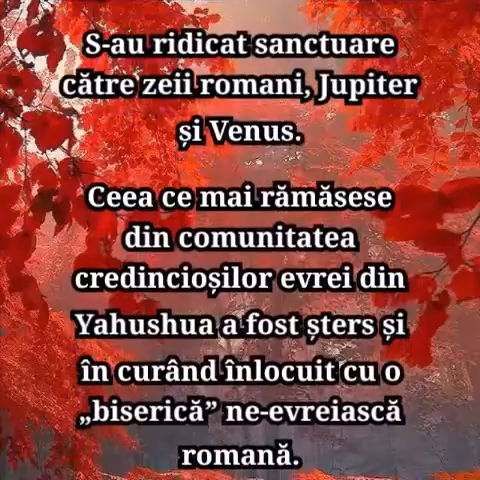 S-au ridicat sanctuare
către zeii romani, Jupiter
și Venus.
Ceea ce mai rămăsese
din comunitatea
credincioșilor evrei din
Yahushua a fost șters și
în curând înlocuit cu o
„biserică” ne-evreiască
romană.